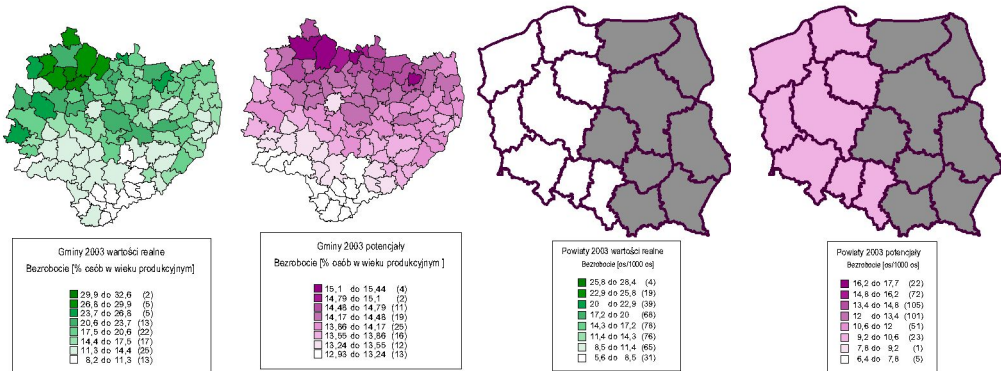 Gminy 2003 wartości realne
Bezrobocie [% osób w wieku produkcyjnym]
29,9 do 32,6 (2)
26,8 do 29,9 (5)
23,7 do 26,8 (5)
20,6 do 23,7 (13)
17,5 do 20,6 (22)
14,4 do 17,5 (17)
11,3 do 14,4 (25)
8,2 do 11,3 (13)
Gminy 2003 potencjały
Bezrobocie [% osób w wieku produkcyjnym ]
15,1 do 15,44 (4)
14,79 do 15,1 (2)
14,48 do 14,79 (11)
14,17 do 14,48 (19)
13,86 do 14,17 (25)
13,55 do 13,86 (16)
13,24 do 13,55 (12)
12,93 do 13,24 (13)
Powiaty 2003 wartości realne
Bezrobocie [os/1000 os]
25,8 do 28,4 (4)
22,9 do 25,8 (19)
20 do 22,9 (39)
17,2 do 20 (68)
14,3 do 17,2 (78)
11,4 do 14,3 (76)
8,5 do 11,4 (65)
5,6 do 8,5 (31)
Powiaty 2003 potencjały
Bezrobocie [os/1000 os]
16,2 do 17,7 (22)
14,8 do 16,2 (72)
13,4 do 14,8 (105)
12 do 13,4 (101)
10,6 do 12 (51)
9,2 do 10,6 (23)
7,8 do 9,2 (1)
6,4 do 7,8 (5)